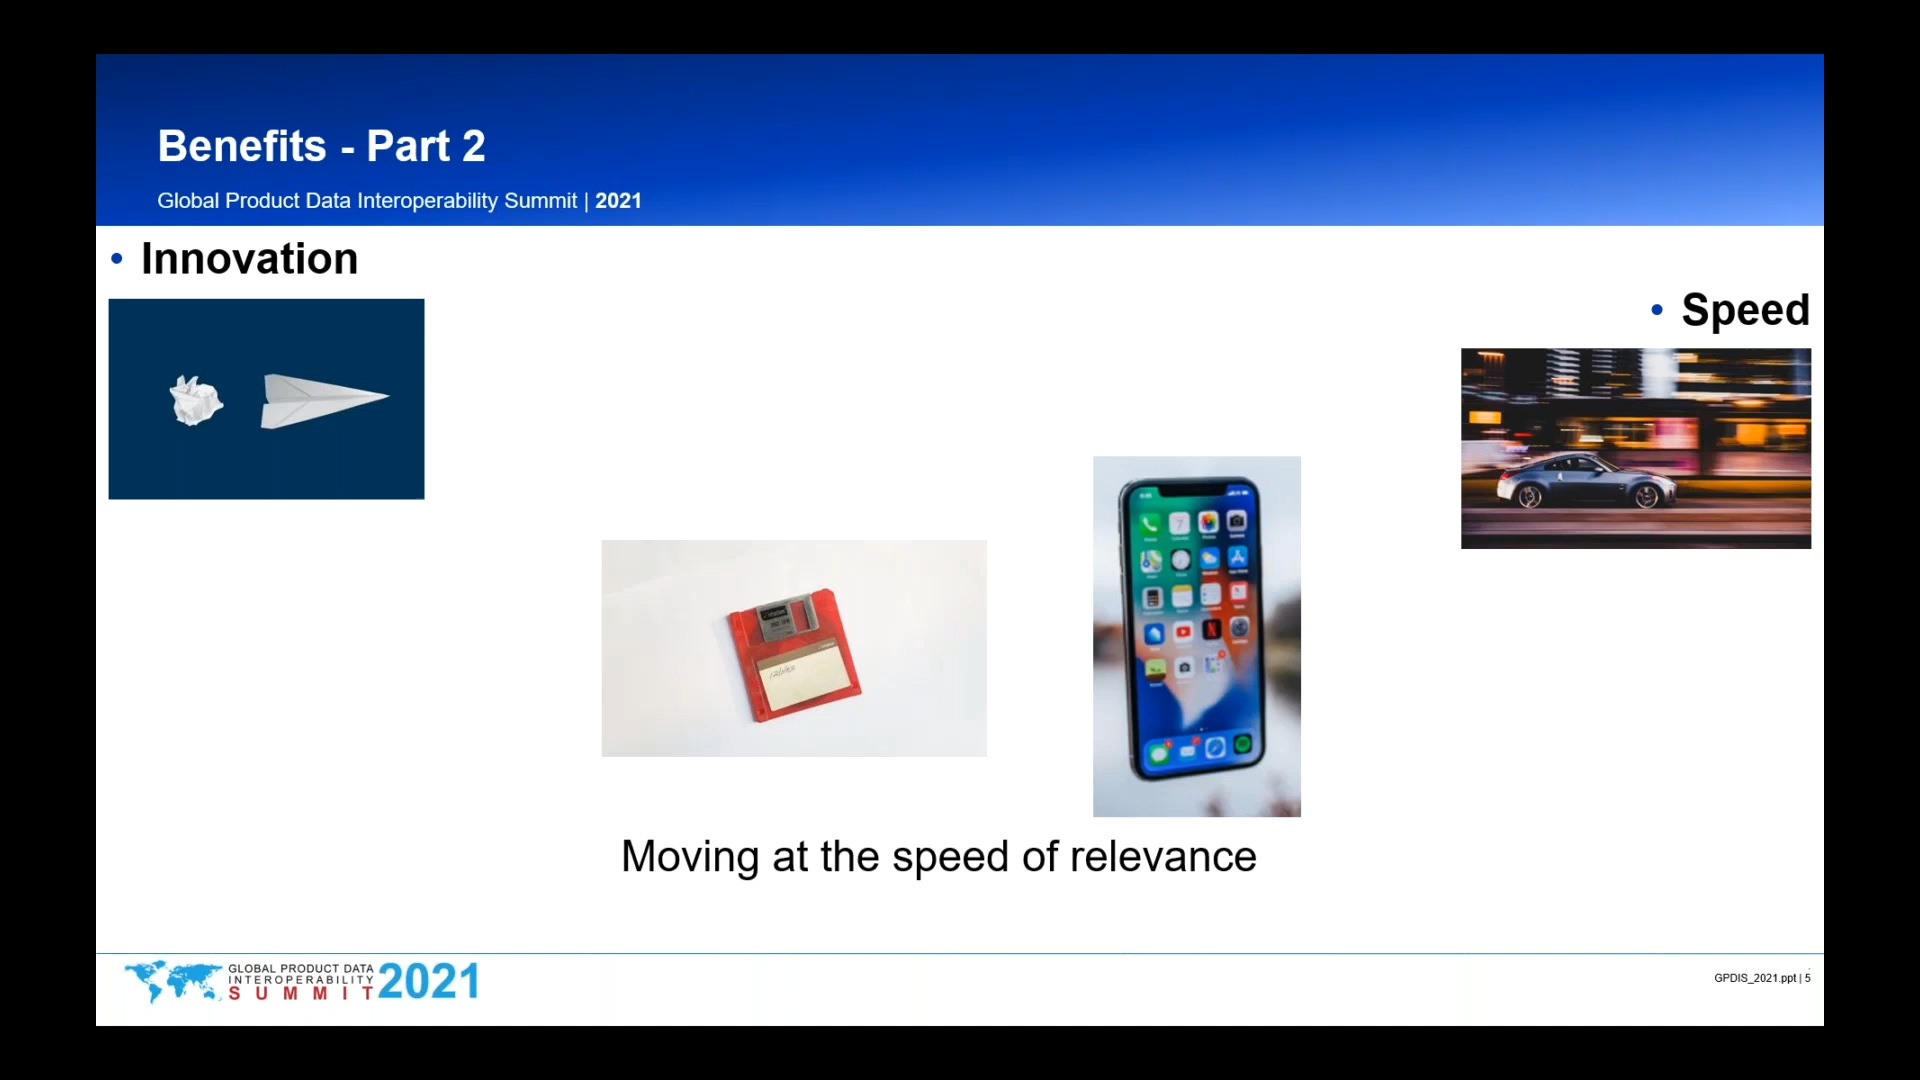 Benefits - Part 2
Global Product Data Interoperability Summit | 2021
• Innovation
• Speed
Moving at the speed of relevance
GLOBAL PRODUCT DATA
INTEROPERABILITY
SUMMIT 2021
GPDIS_2021.ppt | 5